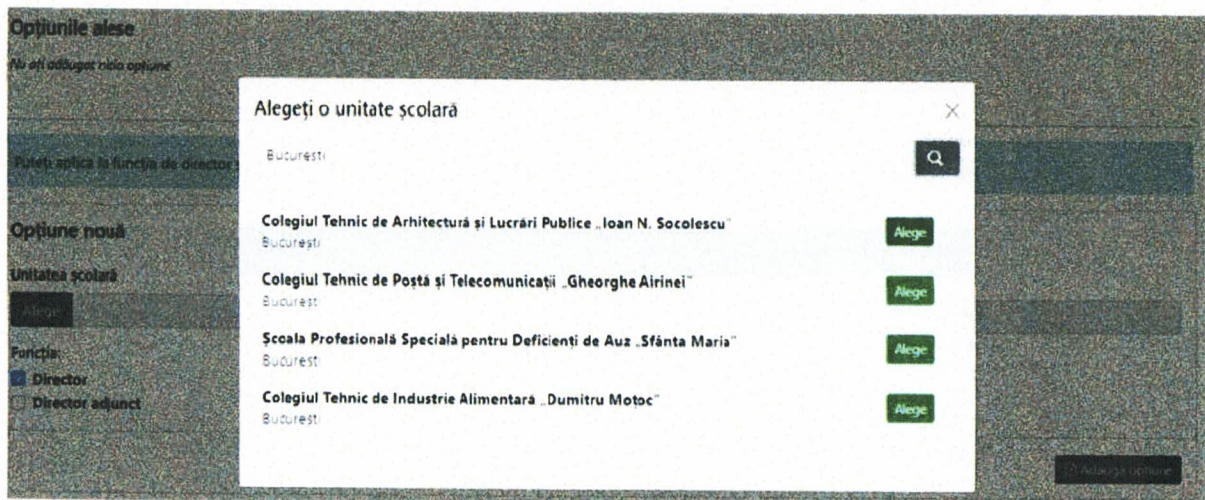 Opțiunile alese
Nu ați adăugat nicio opțiune
Alegeți o unitate școlară
București
Puteți aplica la funcția de director
Colegiul Tehnic de Arhitectură și Lucrări Publice „Ioan N. Socolescu”
Alege
București
Opțiune nouă
Unitatea școlară
Colegiul Tehnic de Poștă și Telecomunicații „Gheorghe Airinei”
Alege
București
Alege
Școala Profesională Specială pentru Deficienți de Auz „Sfânta Maria”
Alege
București
Funcția:
Director
Director adjunct
Colegiul Tehnic de Industrie Alimentară „Dumitru Moțoc”
Alege
București
Adaugă opțiune